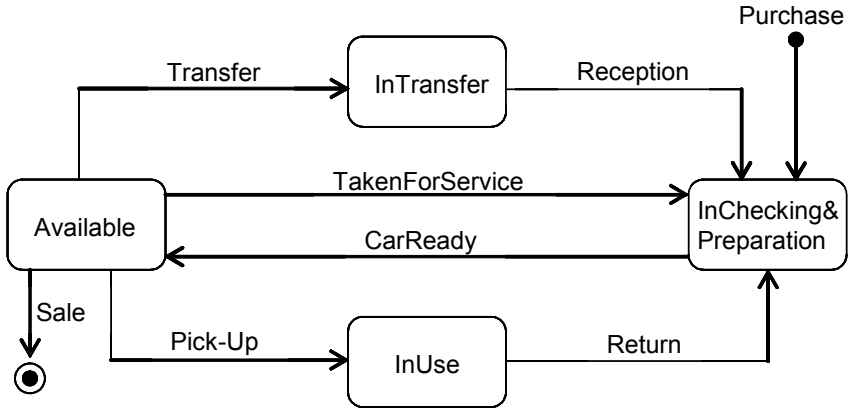 Purchase
Transfer
InTransfer
Reception
TakenForService
Available
InChecking&
Preparation
CarReady
Sale
Pick-Up
InUse
Return